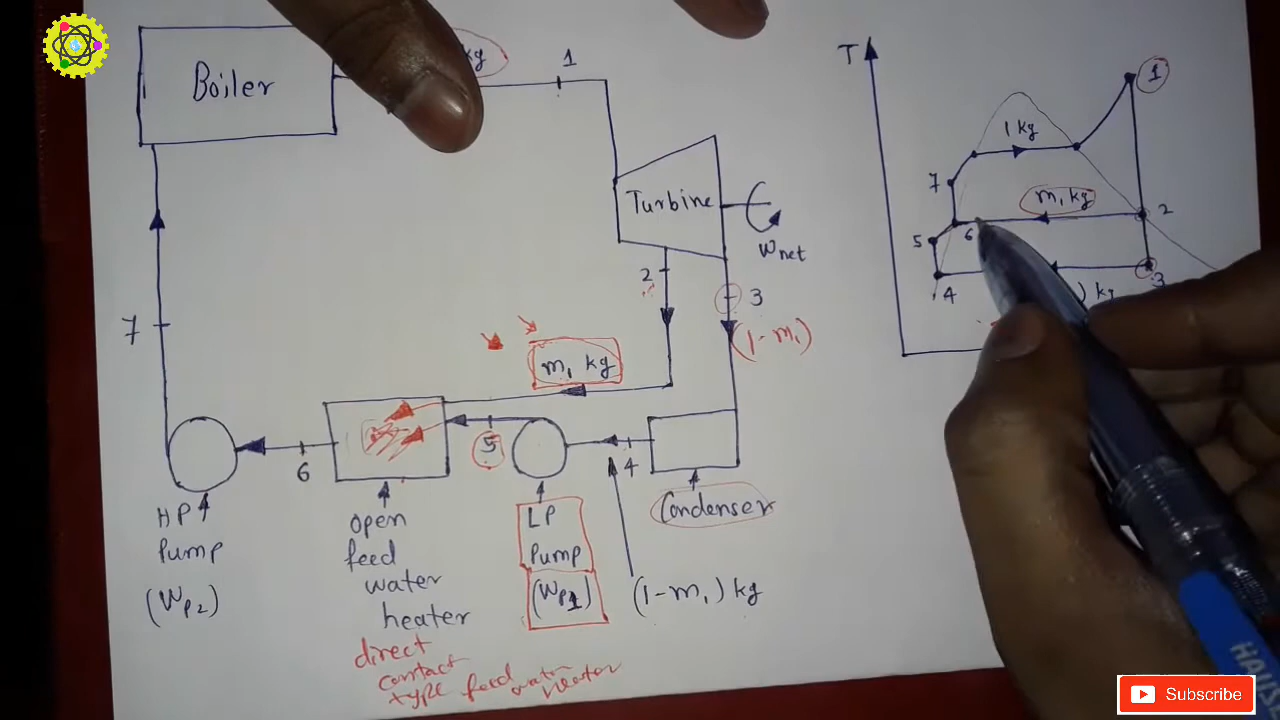 Boiler
kg
1
Turbine
Wnet
2
3
(1-m1)
m1 kg
7
6
5
4
HP
Pump
(Wp2)
open
feed
water
heater
direct
contact
type feed water
heater
LP
Pump
(Wp1)
Condenser
(1-m1) kg
T
1
1 kg
7
m1 kg
2
5
6
4
3
) kg
HAUS
Subscribe